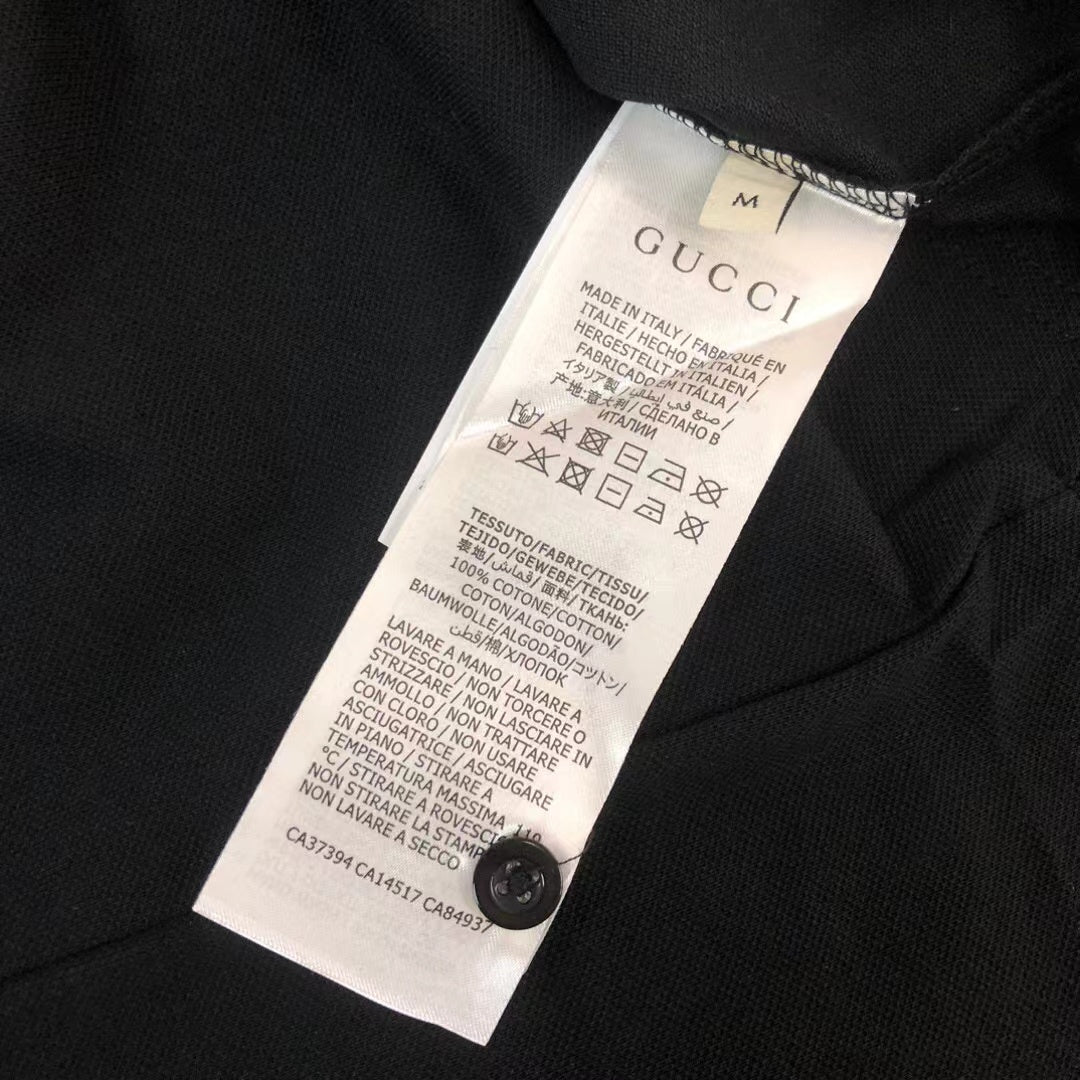 M
GUCCI
MADE IN ITALY / FABRIQUÉ EN
ITALIE / HECHO EN ITALIA /
HERGESTELLT IN ITALIEN /
FABRICADO EM ITÁLIA /
イタリア製 / صنع في إيطاليا /
产地:意大利 / СДЕЛАНО В
ИТАЛИИ
TESSUTO/FABRIC/TISSU/
TEJIDO/GEWEBE/TECIDO/
表地/قماش/面料/ТКАНЬ:
100% COTONE/COTTON/
COTON/ALGODON/
BAUMWOLLE/ALGODÃO/コットン/
قطن/棉/ХЛОПОК
LAVARE A MANO / LAVARE A
ROVESCIO / NON TORCERE O
STRIZZARE / NON LASCIARE IN
AMMOLLO / NON TRATTARE
CON CLORO / NON USARE
ASCIUGATRICE / ASCIUGARE
IN PIANO / STIRARE A
TEMPERATURA MASSIMA 110
°C / STIRARE A ROVESCIO
NON STIRARE LA STAMP
NON LAVARE A SECCO
CA37394 CA14517 CA84937